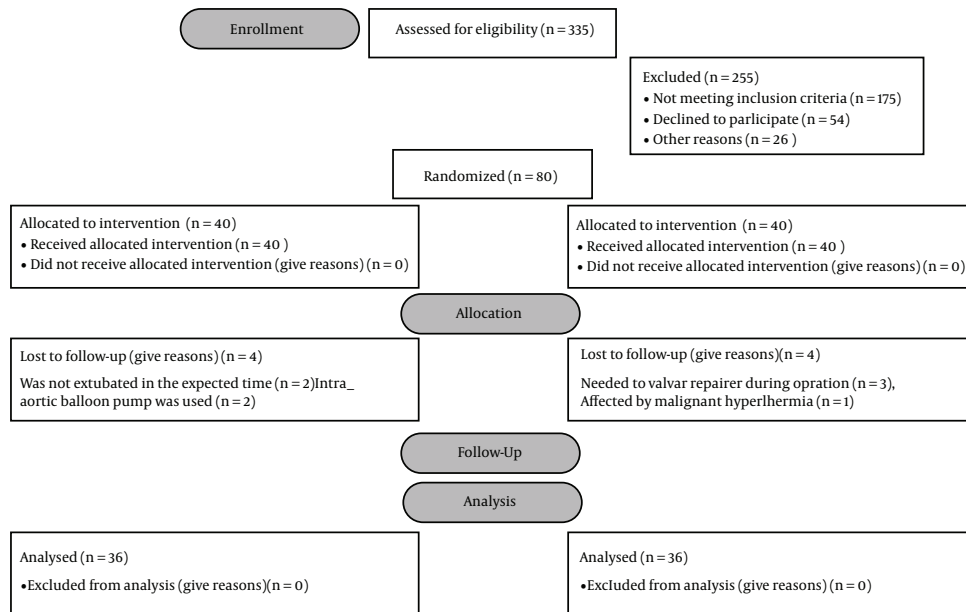 Enrollment
Assessed for eligibility (n = 335)
Excluded (n = 255)
• Not meeting inclusion criteria (n = 175)
• Declined to parlicipate (n = 54)
• Other reasons (n = 26 )
Randomized (n = 80)
Allocated to intervention (n = 40)
• Received allocated intervention (n = 40 )
• Did not receive allocated intervention (give reasons) (n = 0)
Allocated to intervention (n = 40)
• Received allocated intervention (n = 40 )
• Did not receive allocated intervention (give reasons) (n = 0)
Allocation
Lost to follow-up (give reasons) (n = 4)
Was not extubated in the expected time (n = 2)Intra_
aortic balloon pump was used (n = 2)
Lost to follow-up (give reasons)(n = 4)
Needed to valvar repairer during opration (n = 3),
Affected by malignant hyperlhermia (n = 1)
Follow-Up
Analysis
Analysed (n = 36)
•Excluded from analysis (give reasons)(n = 0)
Analysed (n = 36)
•ExcIuded from anaIysis (give reasons) (n = 0)